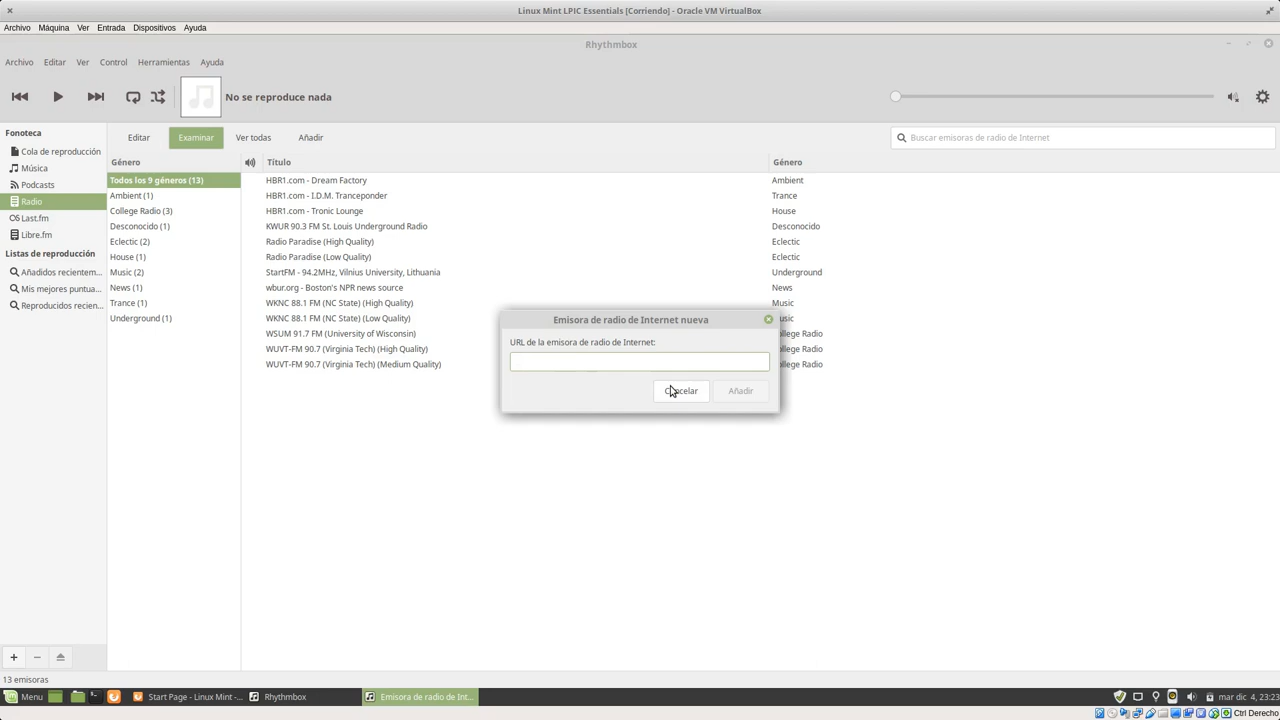 Linux Mint LPIC Essentials [Corriendo] - Oracle VM VirtualBox
Archivo Máquina Ver Entrada Dispositivos Ayuda
Rhythmbox
Archivo Editar Ver Control Herramientas Ayuda
No se reproduce nada
Fonoteca
Cola de reproducción
Música
Podcasts
Radio
Last.fm
Libre.fm
Listas de reproducción
Añadidos recientem...
Mis mejores puntua...
Reproducidos recien...
Editar Examinar Ver todas Añadir
Buscar emisoras de radio de Internet
Género
Todos los 9 géneros (13)
Ambient (1)
College Radio (3)
Desconocido (1)
Eclectic (2)
House (1)
Music (2)
News (1)
Trance (1)
Underground (1)
Título Género
HBR1.com - Dream Factory Ambient
HBR1.com - I.D.M. Tranceponder Trance
HBR1.com - Tronic Lounge House
KWUR 90.3 FM St. Louis Underground Radio Desconocido
Radio Paradise (High Quality) Eclectic
Radio Paradise (Low Quality) Eclectic
StartFM - 94.2MHz, Vilnius University, Lithuania Underground
wbur.org - Boston's NPR news source News
WKNC 88.1 FM (NC State) (High Quality) Music
WKNC 88.1 FM (NC State) (Low Quality) usic
WSUM 91.7 FM (University of Wisconsin) ollege Radio
WUVT-FM 90.7 (Virginia Tech) (High Quality) ollege Radio
WUVT-FM 90.7 (Virginia Tech) (Medium Quality) ollege Radio
Emisora de radio de Internet nueva
URL de la emisora de radio de Internet:
Cancelar Añadir
13 emisoras
Menu Start Page - Linux Mint -... Rhythmbox Emisora de radio de Int... mar dic 4, 23:23
Ctrl Derecho